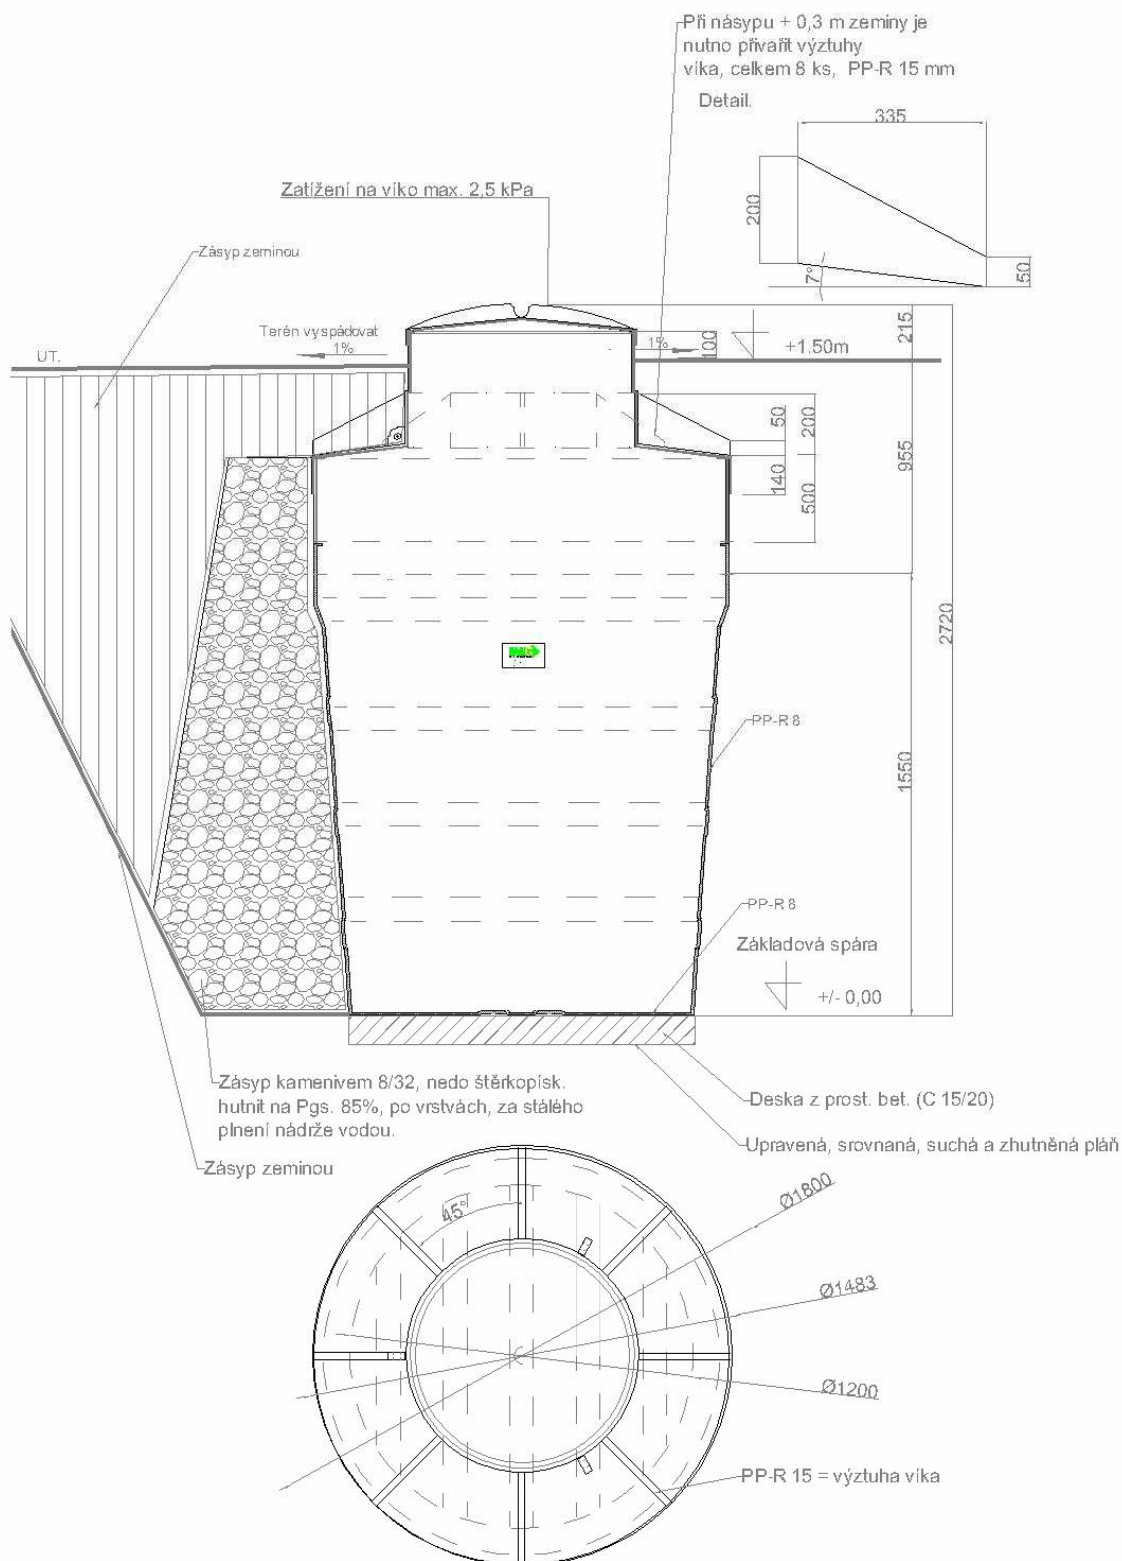 Při násypu + 0,3 m zeminy je
nutno přivařit výztuhy
víka, celkem 8 ks, PP-R 15 mm
Detail.
335
200
7°
50
Zatížení na víko max. 2,5 kPa
Zásyp zeminou
Terén vyspádovat
1%
1%
UT.
100
+1.50m
215
50
200
140
500
955
2720
PP-R 8
1550
PP-R 8
Základová spára
+/- 0,00
Zásyp kamenivem 8/32, nedo štěrkopísk.
hutnit na Pgs. 85%, po vrstvách, za stálého
plnení nádrže vodou.
Deska z prost. bet. (C 15/20)
Upravená, srovnaná, suchá a zhutněná pláň
Zásyp zeminou
45°
Ø1800
Ø1483
Ø1200
PP-R 15 = výztuha víka